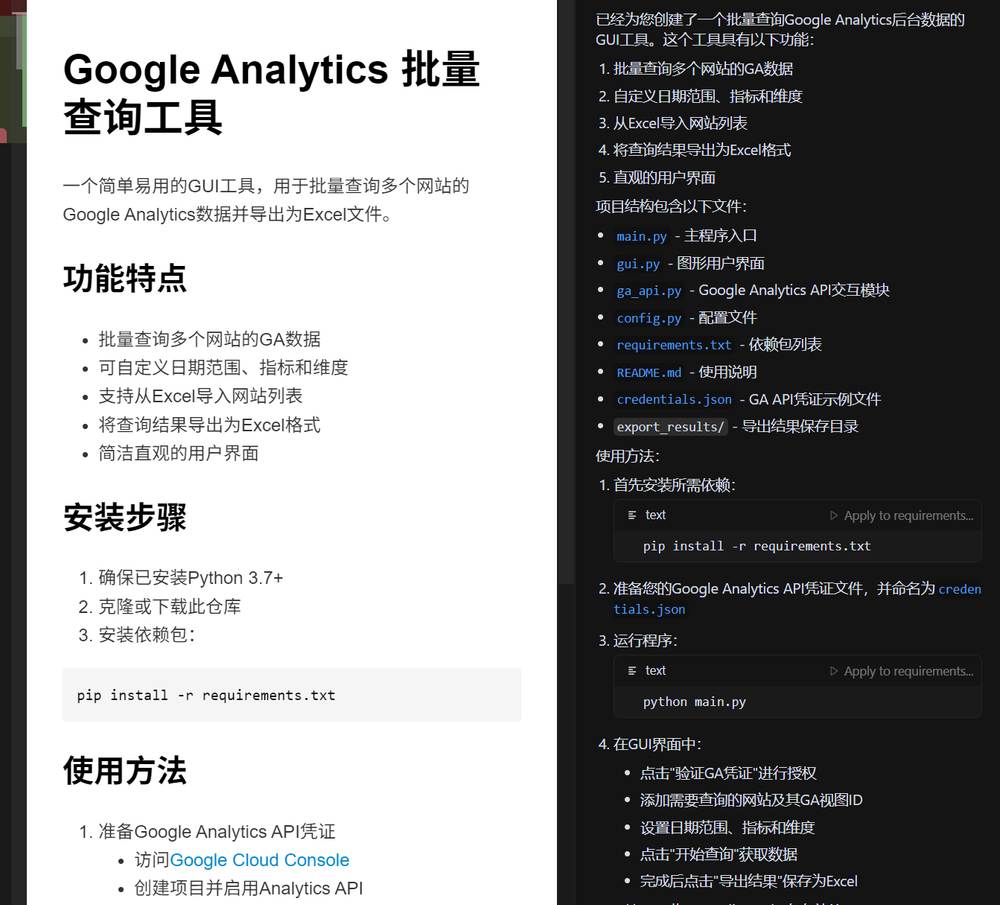 Google Analytics 批量
查询工具
一个简单易用的GUI工具，用于批量查询多个网站的
Google Analytics数据并导出为Excel文件。
功能特点
• 批量查询多个网站的GA数据
• 可自定义日期范围、指标和维度
• 支持从Excel导入网站列表
• 将查询结果导出为Excel格式
• 简洁直观的用户界面
安装步骤
1. 确保已安装Python 3.7+
2. 克隆或下载此仓库
3. 安装依赖包：
pip install -r requirements.txt
使用方法
1. 准备Google Analytics API凭证
• 访问Google Cloud Console
• 创建项目并启用Analytics API
已经为您创建了一个批量查询Google Analytics后台数据的
GUI工具。这个工具具有以下功能：
1. 批量查询多个网站的GA数据
2. 自定义日期范围、指标和维度
3. 从Excel导入网站列表
4. 将查询结果导出为Excel格式
5. 直观的用户界面
项目结构包含以下文件：
• main.py - 主程序入口
• gui.py - 图形用户界面
• ga_api.py - Google Analytics API交互模块
• config.py - 配置文件
• requirements.txt - 依赖包列表
• README.md - 使用说明
• credentials.json - GA API凭证示例文件
• export_results/ - 导出结果保存目录
使用方法：
1. 首先安装所需依赖：
text Apply to requirements...
pip install -r requirements.txt
2. 准备您的Google Analytics API凭证文件，并命名为 creden
tials.json
3. 运行程序：
text Apply to requirements...
python main.py
4. 在GUI界面中：
• 点击"验证GA凭证"进行授权
• 添加需要查询的网站及其GA视图ID
• 设置日期范围、指标和维度
• 点击"开始查询"获取数据
• 完成后点击"导出结果"保存为Excel